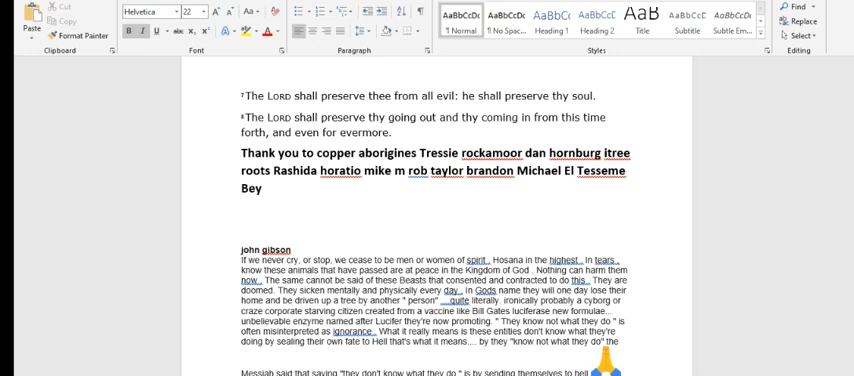 Cut
Helvetica 22 A A Aa
AaBbCcDc AaBbCcDc AaBbCc AaBbCcC AaB AaBbCcD AaBbCcDc
Find
Copy
Replace
Paste
Format Painter
B I U abc x₂ x² A A
¶ Normal ¶ No Spac... Heading 1 Heading 2 Title Subtitle Subtle Em...
Select
Clipboard Font Paragraph Styles Editing
7 The LORD shall preserve thee from all evil: he shall preserve thy soul.
8 The LORD shall preserve thy going out and thy coming in from this time
forth, and even for evermore.
Thank you to copper aborigines Tressie rockamoor dan hornburg itree
roots Rashida horatio mike m rob taylor brandon Michael El Tesseme
Bey
john gibson
If we never cry, or stop, we cease to be men or women of spirit . Hosana in the highest . In tears .
know these animals that have passed are at peace in the Kingdom of God . Nothing can harm them
now . The same cannot be said of these Beasts that consented and contracted to do this . They are
doomed. They sicken mentally and physically every day . In Gods name they will one day lose their
home and be driven up a tree by another " person" ....quite literally. ironically probably a cyborg or
craze corporate starving citizen created from a vaccine like Bill Gates luciferase new formulae...
unbelievable enzyme named after Lucifer they're now promoting. " They know not what they do " is
often misinterpreted as ignorance . What it really means is these entities don't know what they're
doing by sealing their own fate to Hell that's what it means.... by they "know not what they do" the
Messiah said that saying "they don't know what they do " is by sending themselves to hell